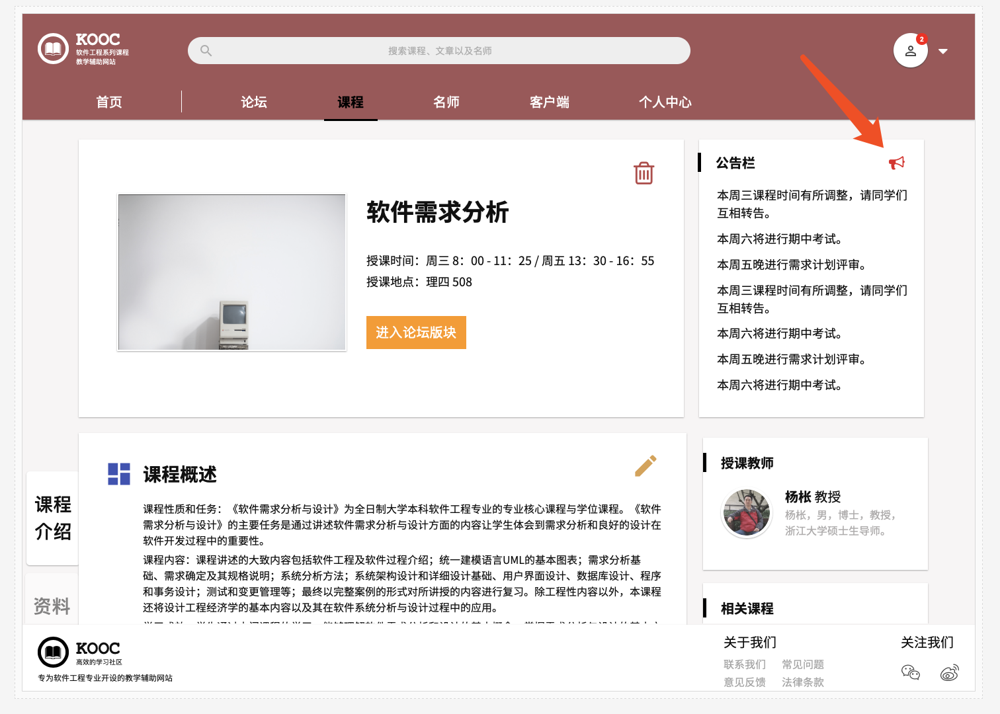 KOOC
软件工程系列课程
教学辅助网站
搜索课程、文章以及名师
2
首页
论坛
课程
名师
客户端
个人中心
软件需求分析
授课时间：周三 8：00 - 11：25 / 周五 13：30 - 16：55
授课地点：理四 508
进入论坛版块
公告栏
本周三课程时间有所调整，请同学们
互相转告。
本周六将进行期中考试。
本周五晚进行需求计划评审。
本周三课程时间有所调整，请同学们
互相转告。
本周六将进行期中考试。
本周五晚进行需求计划评审。
本周六将进行期中考试。
课程
介绍
资料
课程概述
课程性质和任务：《软件需求分析与设计》为全日制大学本科软件工程专业的专业核心课程与学位课程。《软件
需求分析与设计》的主要任务是通过讲述软件需求分析与设计方面的内容让学生体会到需求分析和良好的设计在
软件开发过程中的重要性。
课程内容：课程讲述的大致内容包括软件工程及软件过程介绍；统一建模语言UML的基本图表；需求分析基
础、需求确定及其规格说明；系统分析方法；系统架构设计和详细设计基础、用户界面设计、数据库设计、程序
和事务设计；测试和变更管理等；最终以完整案例的形式对所讲授的内容进行复习。除工程性内容以外，本课程
还将设计工程经济学的基本内容以及其在软件系统分析与设计过程中的应用。
授课教师
杨枨 教授
杨枨，男，博士，教授，
浙江大学硕士生导师。
相关课程
KOOC
高效的学习社区
专为软件工程专业开设的教学辅助网站
关于我们
联系我们 常见问题
意见反馈 法律条款
关注我们